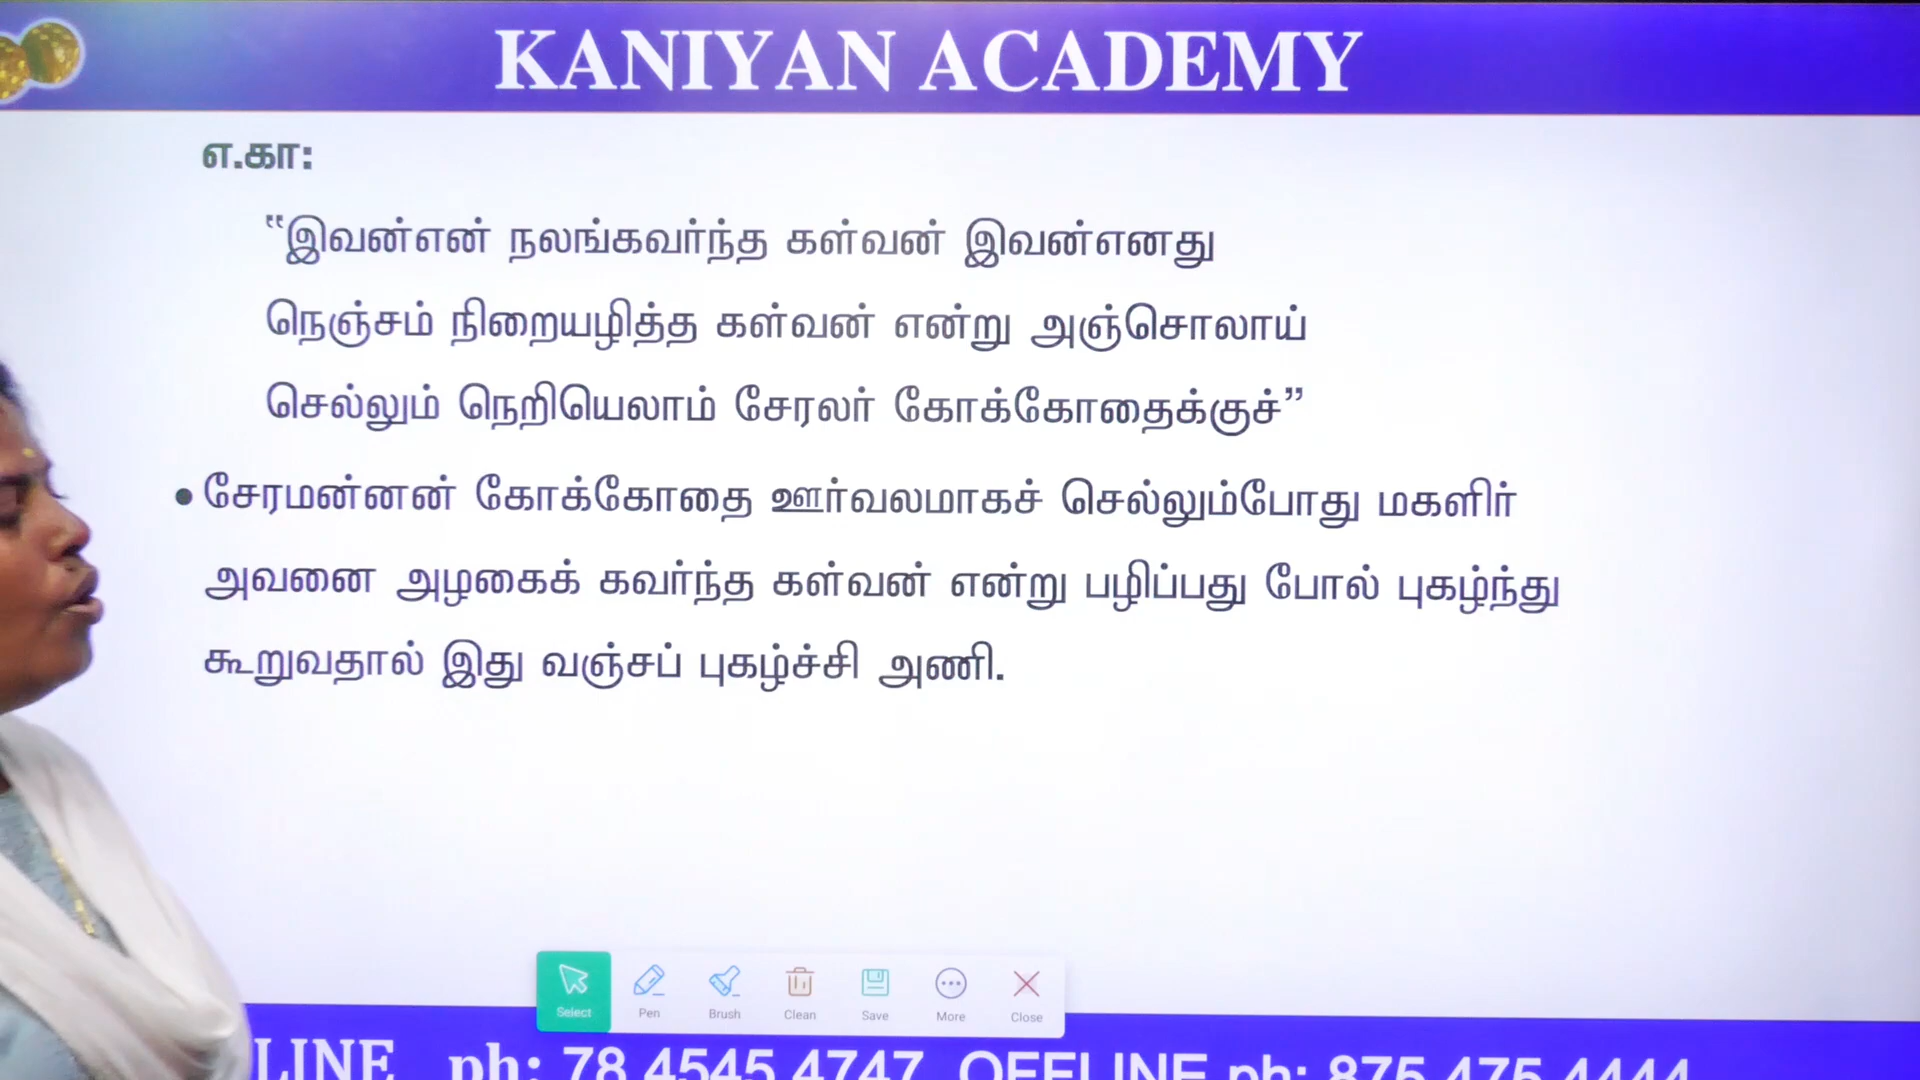 KANIYAN ACADEMY
எ.கா:
“இவன்என் நலங்கவர்ந்த கள்வன் இவன்எனது
நெஞ்சம் நிறையழித்த கள்வன் என்று அஞ்சொலாய்
செல்லும் நெறியெலாம் சேரலர் கோக்கோதைக்குச்”
• சேரமன்னன் கோக்கோதை ஊர்வலமாகச் செல்லும்போது மகளிர்
அவனை அழகைக் கவர்ந்த கள்வன் என்று பழிப்பது போல் புகழ்ந்து
கூறுவதால் இது வஞ்சப் புகழ்ச்சி அணி.
Select Pen Brush Clean Save More Close
LINE ph: 78 4545 4747 OFFLINE ph: 875 475 4444